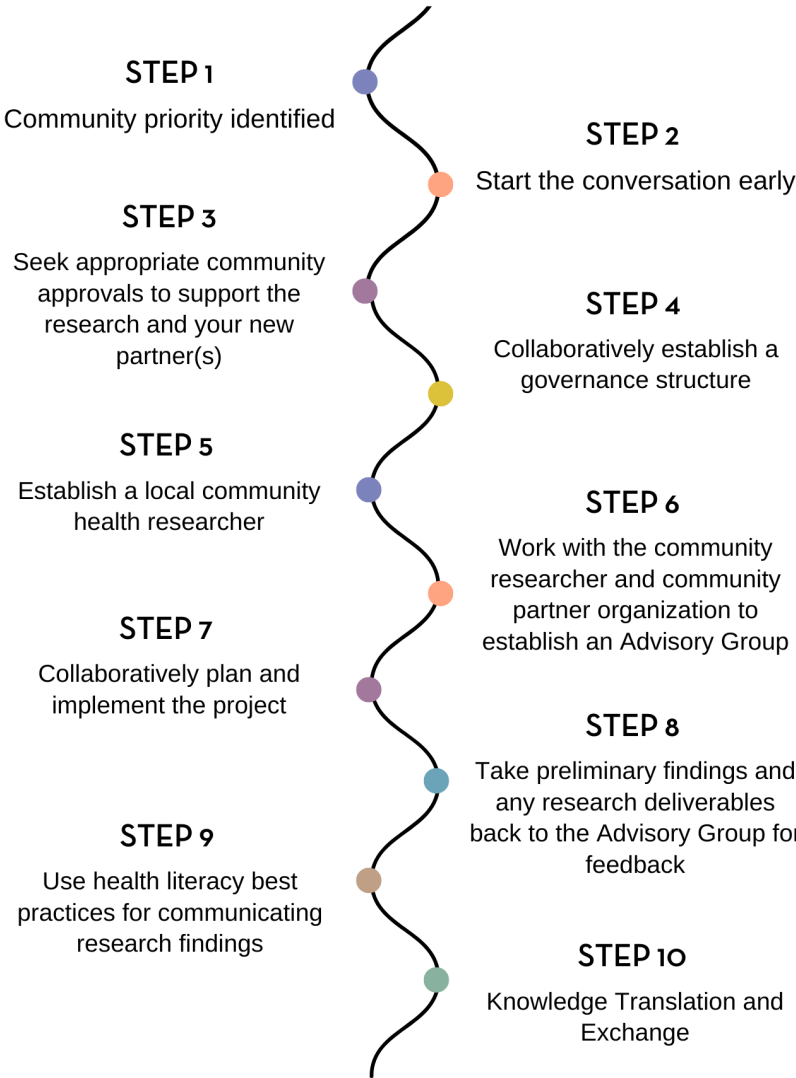 STEP 1
Community priority identified
STEP 2
Start the conversation early
STEP 3
Seek appropriate community
approvals to support the
research and your new
partner(s)
STEP 4
Collaboratively establish a
governance structure
STEP 5
Establish a local community
health researcher
STEP 6
Work with the community
researcher and community
partner organization to
establish an Advisory Group
STEP 7
Collaboratively plan and
implement the project
STEP 8
Take preliminary findings and
any research deliverables
back to the Advisory Group for
feedback
STEP 9
Use health literacy best
practices for communicating
research findings
STEP 10
Knowledge Translation and
Exchange